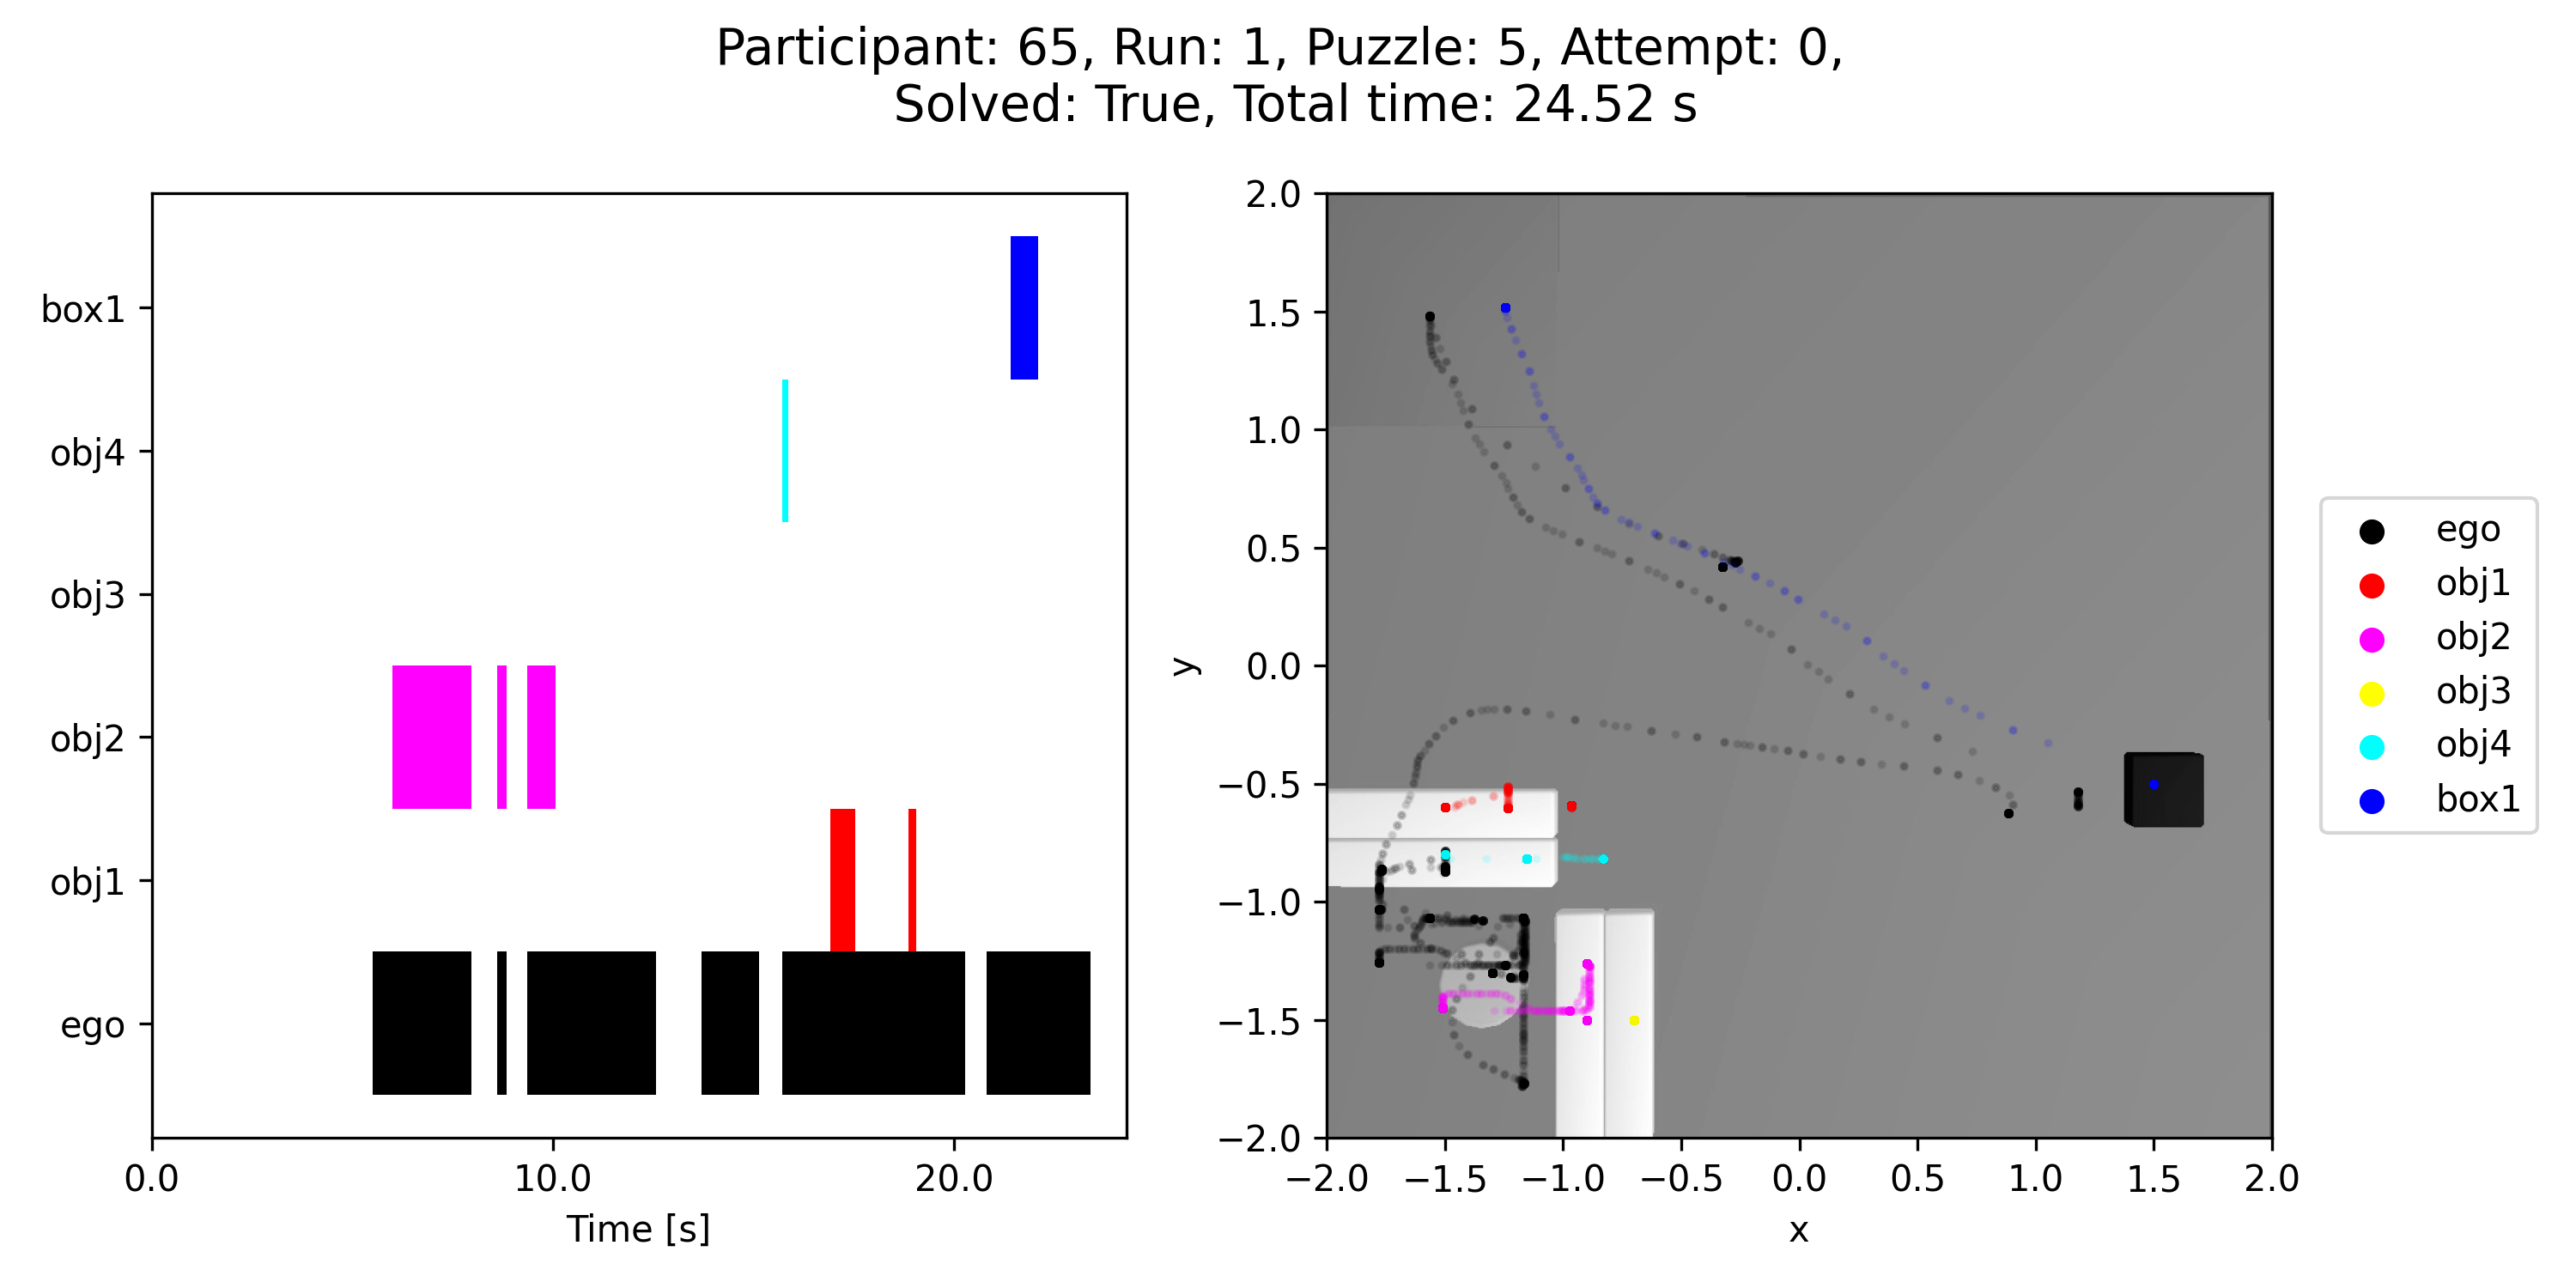 Participant: 65, Run: 1, Puzzle: 5, Attempt: 0,
Solved: True, Total time: 24.52 s
box1
obj4
obj3
obj2
obj1
ego
0.0 10.0 20.0
Time [s]
2.0
1.5
1.0
0.5
0.0
−0.5
−1.0
−1.5
−2.0
y
−2.0 −1.5 −1.0 −0.5 0.0 0.5 1.0 1.5 2.0
x
ego
obj1
obj2
obj3
obj4
box1